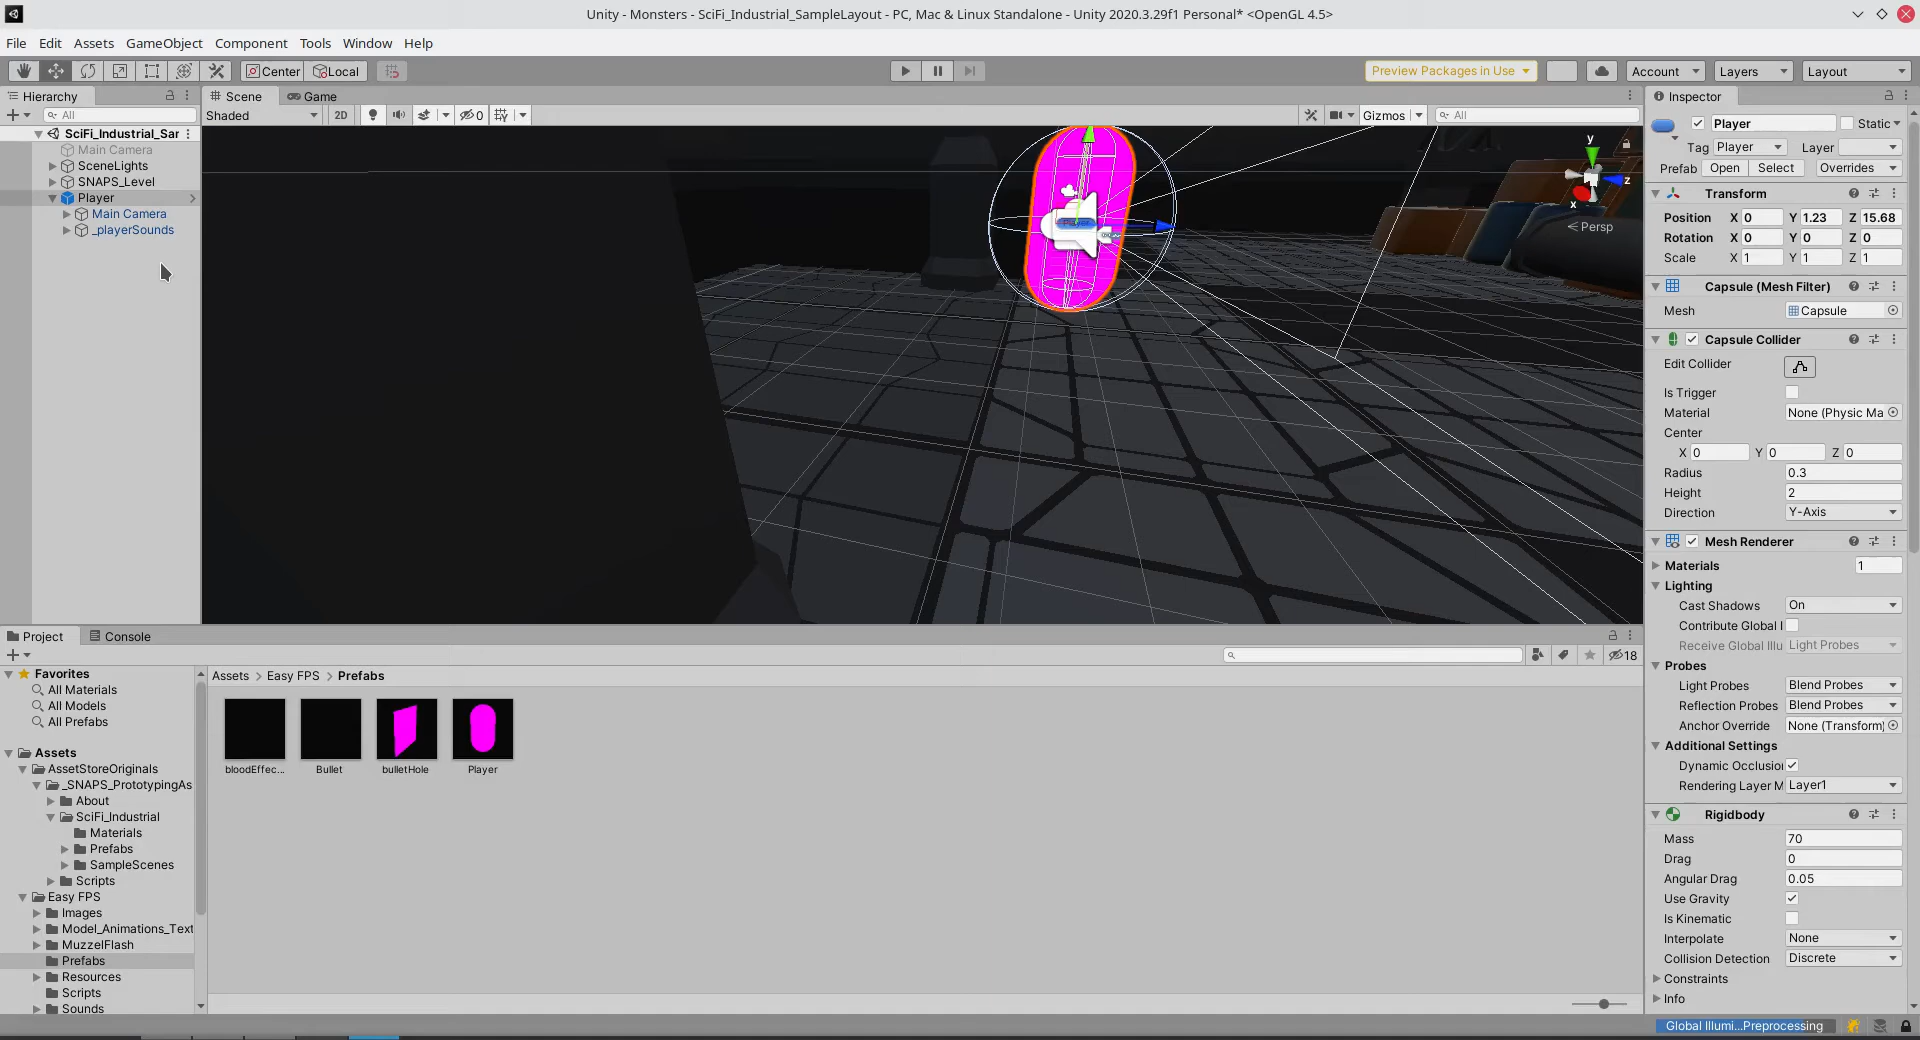 Unity - Monsters - SciFi_Industrial_SampleLayout - PC, Mac & Linux Standalone - Unity 2020.3.29f1 Personal* <OpenGL 4.5>
File Edit Assets GameObject Component Tools Window Help
Center Local Preview Packages in Use Account Layers Layout
Hierarchy
All
SciFi_Industrial_Sar
Main Camera
SceneLights
SNAPS_Level
Player
Main Camera
_playerSounds
Scene Game
Shaded 2D 0 Gizmos All
Player
y
z
x
Persp
Inspector
Player Static
Tag Player Layer
Prefab Open Select Overrides
Transform
Position X 0 Y 1.23 Z 15.68
Rotation X 0 Y 0 Z 0
Scale X 1 Y 1 Z 1
Capsule (Mesh Filter)
Mesh Capsule
Capsule Collider
Edit Collider
Is Trigger
Material None (Physic Ma
Center
X 0 Y 0 Z 0
Radius 0.3
Height 2
Direction Y-Axis
Mesh Renderer
Materials 1
Lighting
Cast Shadows On
Contribute Global I
Receive Global Illu Light Probes
Probes
Light Probes Blend Probes
Reflection Probes Blend Probes
Anchor Override None (Transform)
Additional Settings
Dynamic Occlusion
Rendering Layer M Layer1
Rigidbody
Mass 70
Drag 0
Angular Drag 0.05
Use Gravity
Is Kinematic
Interpolate None
Collision Detection Discrete
Constraints
Info
Project Console
18
Favorites
All Materials
All Models
All Prefabs
Assets
AssetStoreOriginals
_SNAPS_PrototypingAs
About
SciFi_Industrial
Materials
Prefabs
SampleScenes
Scripts
Easy FPS
Images
Model_Animations_Text
MuzzelFlash
Prefabs
Resources
Scripts
Sounds
Assets > Easy FPS > Prefabs
bloodEffec... Bullet bulletHole Player
Global Illumi...Preprocessing